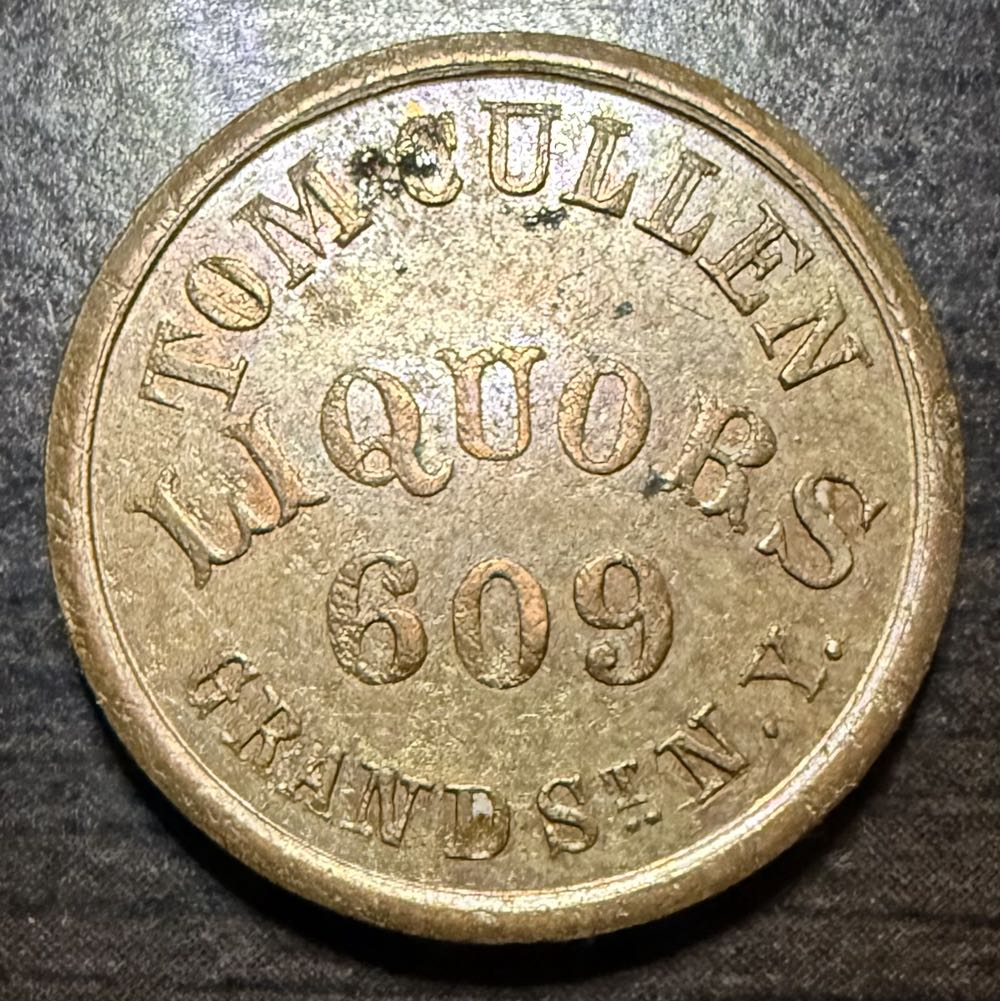 TOM CULLEN
LIQUORS
609
GRAND ST N.Y.